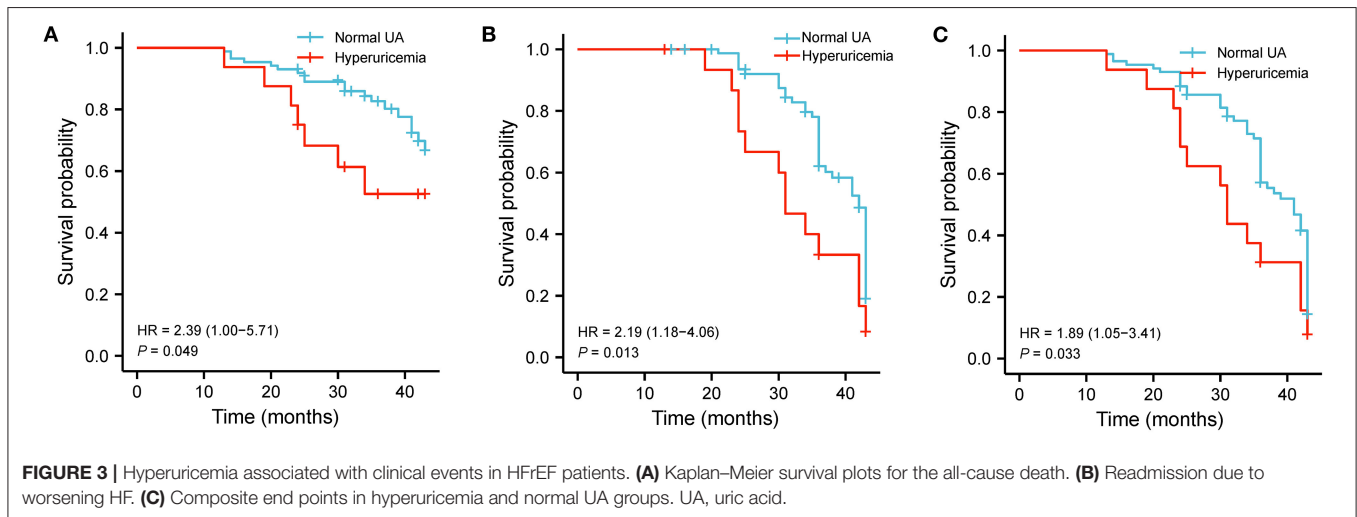 A
Normal UA
Hyperuricemia
1.0
0.8
0.6
0.4
0.2
0.0
Survival probability
HR = 2.39 (1.00−5.71)
P = 0.049
0 10 20 30 40
Time (months)
B
Normal UA
Hyperuricemia
1.0
0.8
0.6
0.4
0.2
0.0
Survival probability
HR = 2.19 (1.18−4.06)
P = 0.013
0 10 20 30 40
Time (months)
C
Normal UA
Hyperuricemia
1.0
0.8
0.6
0.4
0.2
0.0
Survival probability
HR = 1.89 (1.05−3.41)
P = 0.033
0 10 20 30 40
Time (months)
FIGURE 3 | Hyperuricemia associated with clinical events in HFrEF patients. (A) Kaplan–Meier survival plots for the all-cause death. (B) Readmission due to
worsening HF. (C) Composite end points in hyperuricemia and normal UA groups. UA, uric acid.